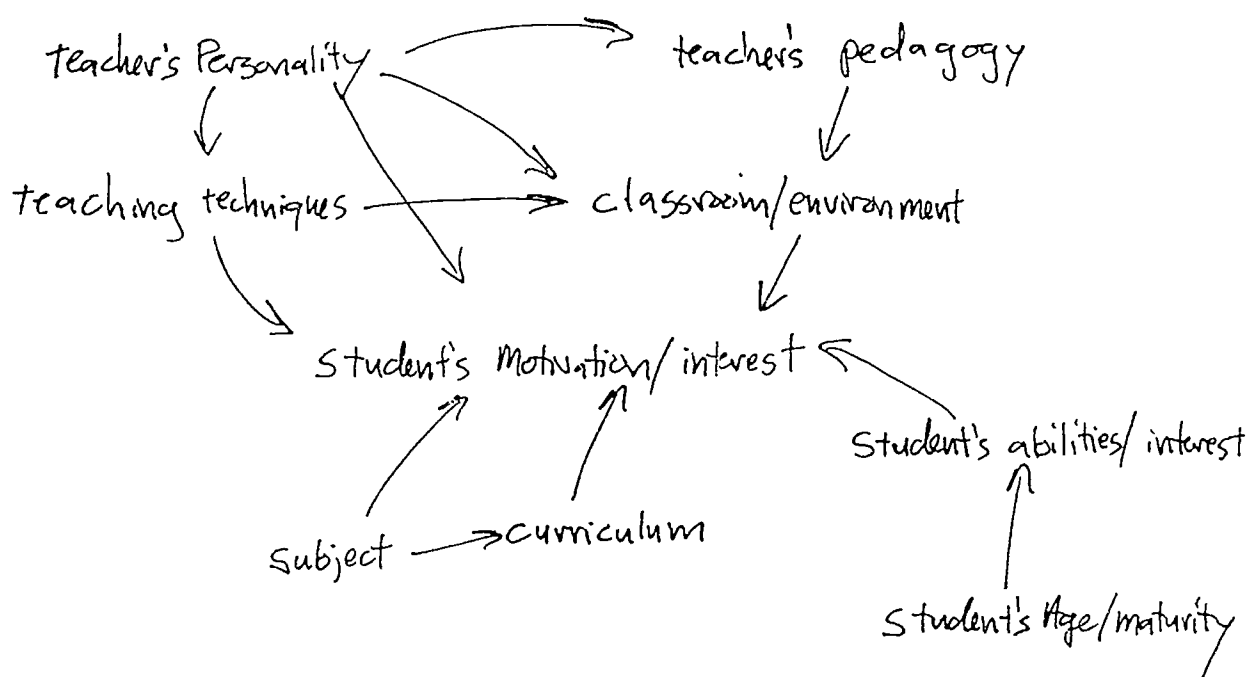 teacher's Personality
teacher's pedagogy
teaching techniques
classroom/environment
Student's Motivation/interest
Student's abilities/interest
Subject
curriculum
Student's Age/maturity